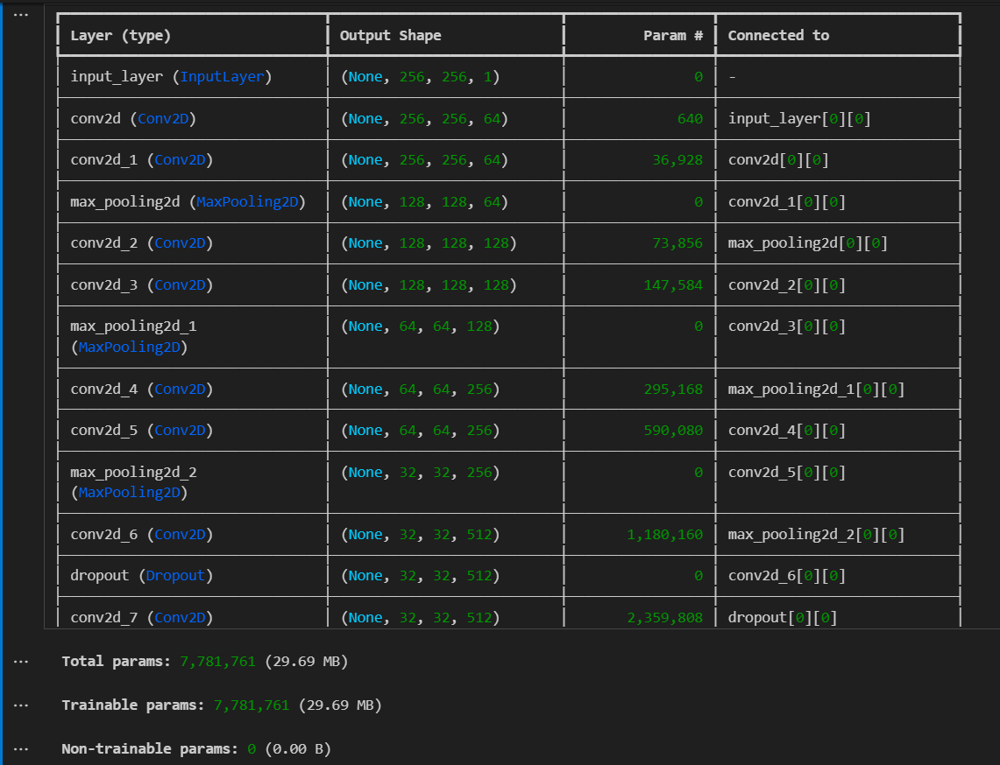 ...
Layer (type) Output Shape Param # Connected to
input_layer (InputLayer) (None, 256, 256, 1) 0 -
conv2d (Conv2D) (None, 256, 256, 64) 640 input_layer[0][0]
conv2d_1 (Conv2D) (None, 256, 256, 64) 36,928 conv2d[0][0]
max_pooling2d (MaxPooling2D) (None, 128, 128, 64) 0 conv2d_1[0][0]
conv2d_2 (Conv2D) (None, 128, 128, 128) 73,856 max_pooling2d[0][0]
conv2d_3 (Conv2D) (None, 128, 128, 128) 147,584 conv2d_2[0][0]
max_pooling2d_1 (None, 64, 64, 128) 0 conv2d_3[0][0]
(MaxPooling2D)
conv2d_4 (Conv2D) (None, 64, 64, 256) 295,168 max_pooling2d_1[0][0]
conv2d_5 (Conv2D) (None, 64, 64, 256) 590,080 conv2d_4[0][0]
max_pooling2d_2 (None, 32, 32, 256) 0 conv2d_5[0][0]
(MaxPooling2D)
conv2d_6 (Conv2D) (None, 32, 32, 512) 1,180,160 max_pooling2d_2[0][0]
dropout (Dropout) (None, 32, 32, 512) 0 conv2d_6[0][0]
conv2d_7 (Conv2D) (None, 32, 32, 512) 2,359,808 dropout[0][0]
... Total params: 7,781,761 (29.69 MB)
... Trainable params: 7,781,761 (29.69 MB)
... Non-trainable params: 0 (0.00 B)